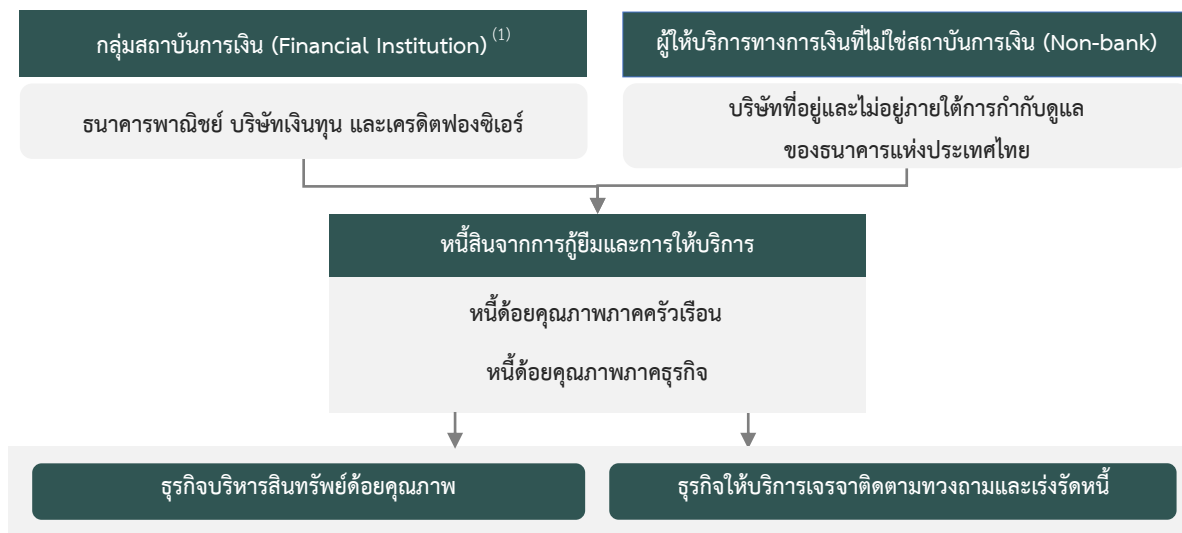 กลุ่มสถาบันการเงิน (Financial Institution) (1)
ผู้ให้บริการทางการเงินที่ไม่ใช่สถาบันการเงิน (Non-bank)
ธนาคารพาณิชย์ บริษัทเงินทุน และเครดิตฟองซิเอร์
บริษัทที่อยู่และไม่อยู่ภายใต้การกำกับดูแล
ของธนาคารแห่งประเทศไทย
หนี้สินจากการกู้ยืมและการให้บริการ
หนี้ด้อยคุณภาพภาคครัวเรือน
หนี้ด้อยคุณภาพภาคธุรกิจ
ธุรกิจบริหารสินทรัพย์ด้อยคุณภาพ
ธุรกิจให้บริการเจรจาติดตามทวงถามและเร่งรัดหนี้